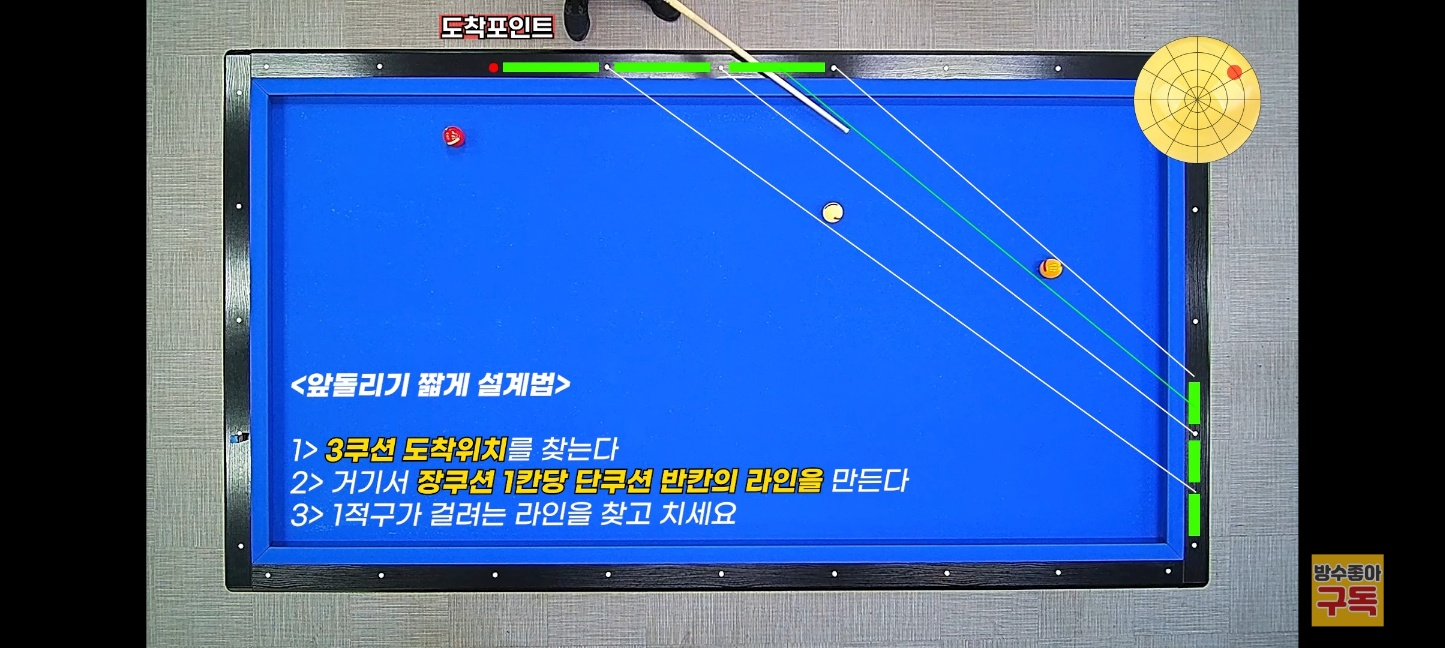 도착포인트
<앞돌리기 짧게 설계법>
1> 3쿠션 도착위치를 찾는다
2> 거기서 장쿠션 1칸당 단쿠션 반칸의 라인을 만든다
3> 1적구가 걸려는 라인을 찾고 치세요
방수좋아
구독